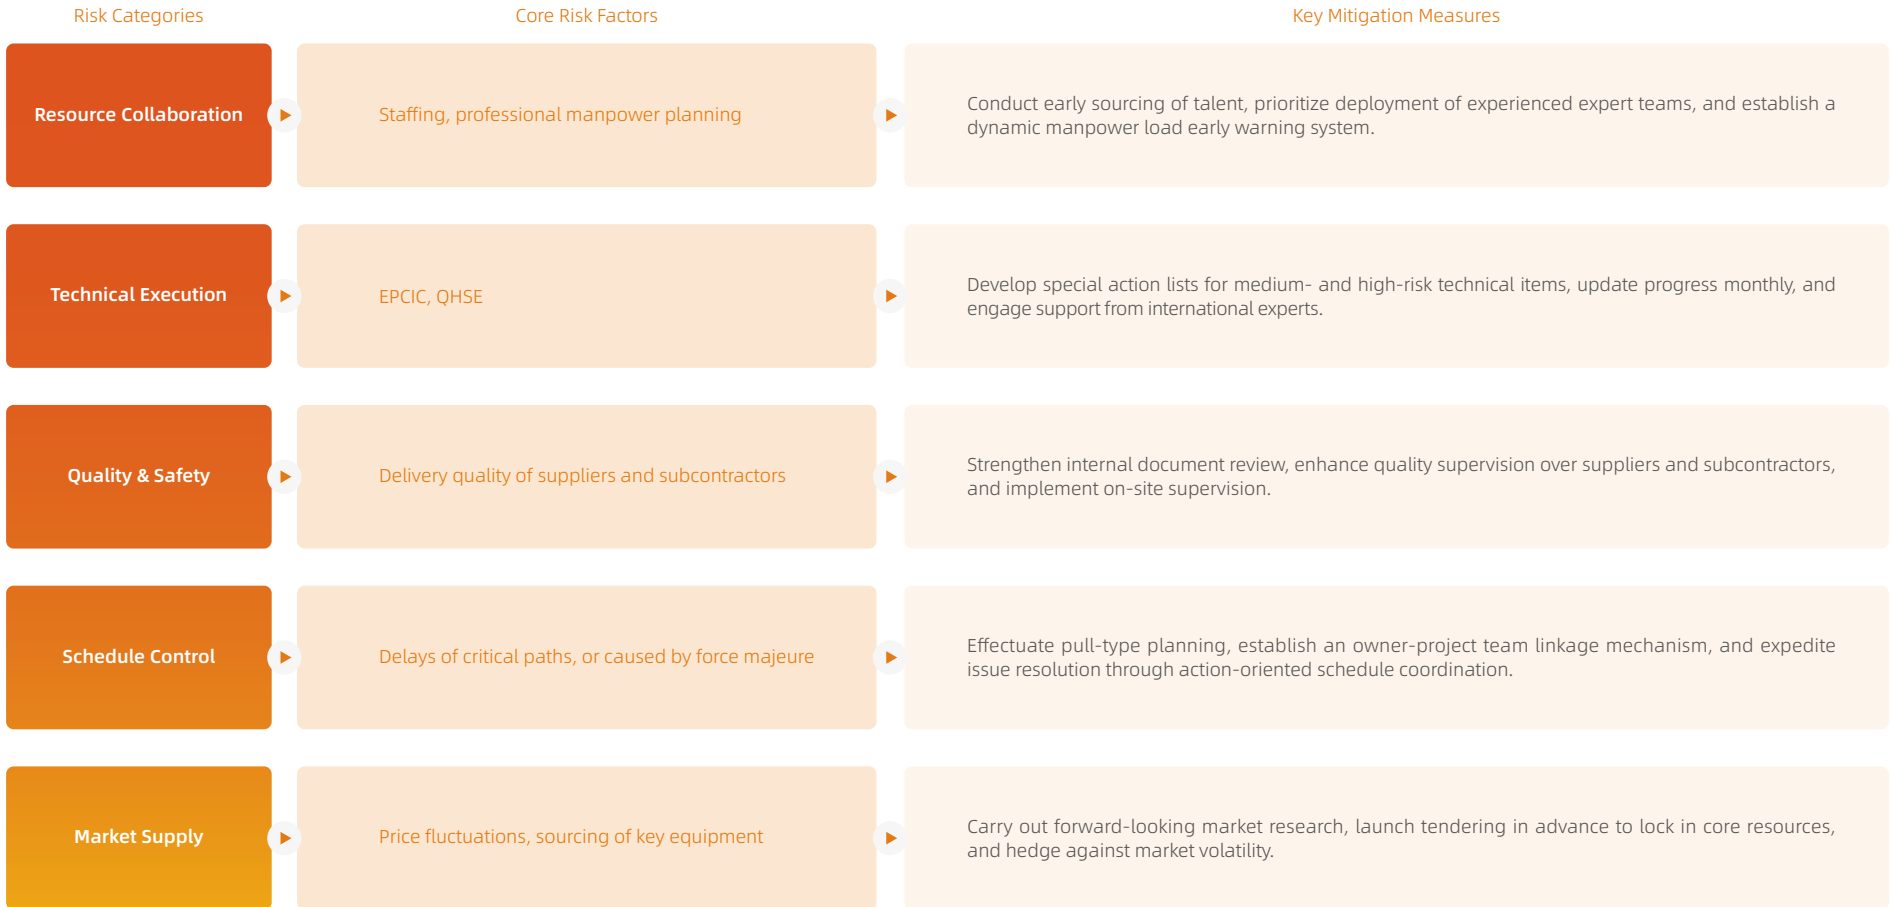 Risk Categories
Core Risk Factors
Key Mitigation Measures
Resource Collaboration
Staffing, professional manpower planning
Conduct early sourcing of talent, prioritize deployment of experienced expert teams, and establish a
dynamic manpower load early warning system.
Technical Execution
EPCIC, QHSE
Develop special action lists for medium- and high-risk technical items, update progress monthly, and
engage support from international experts.
Quality & Safety
Delivery quality of suppliers and subcontractors
Strengthen internal document review, enhance quality supervision over suppliers and subcontractors,
and implement on-site supervision.
Schedule Control
Delays of critical paths, or caused by force majeure
Effectuate pull-type planning, establish an owner-project team linkage mechanism, and expedite
issue resolution through action-oriented schedule coordination.
Market Supply
Price fluctuations, sourcing of key equipment
Carry out forward-looking market research, launch tendering in advance to lock in core resources,
and hedge against market volatility.